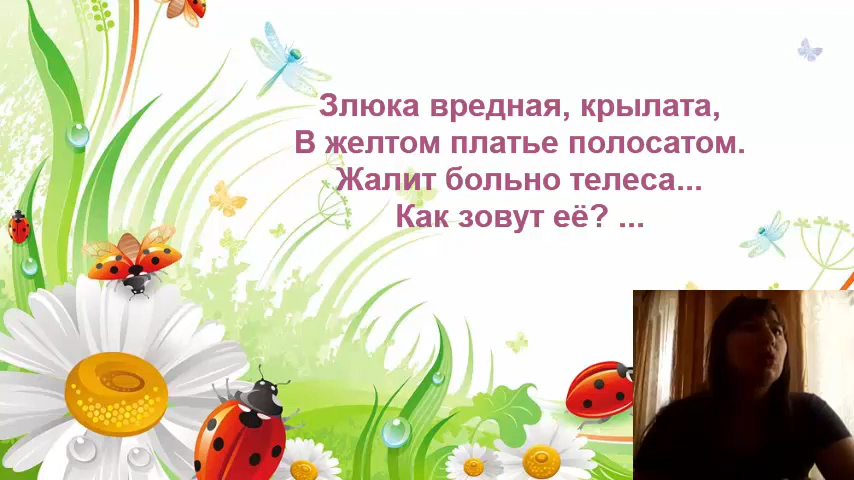 Злюка вредная, крылата,
В желтом платье полосатом.
Жалит больно телеса...
Как зовут её? ...